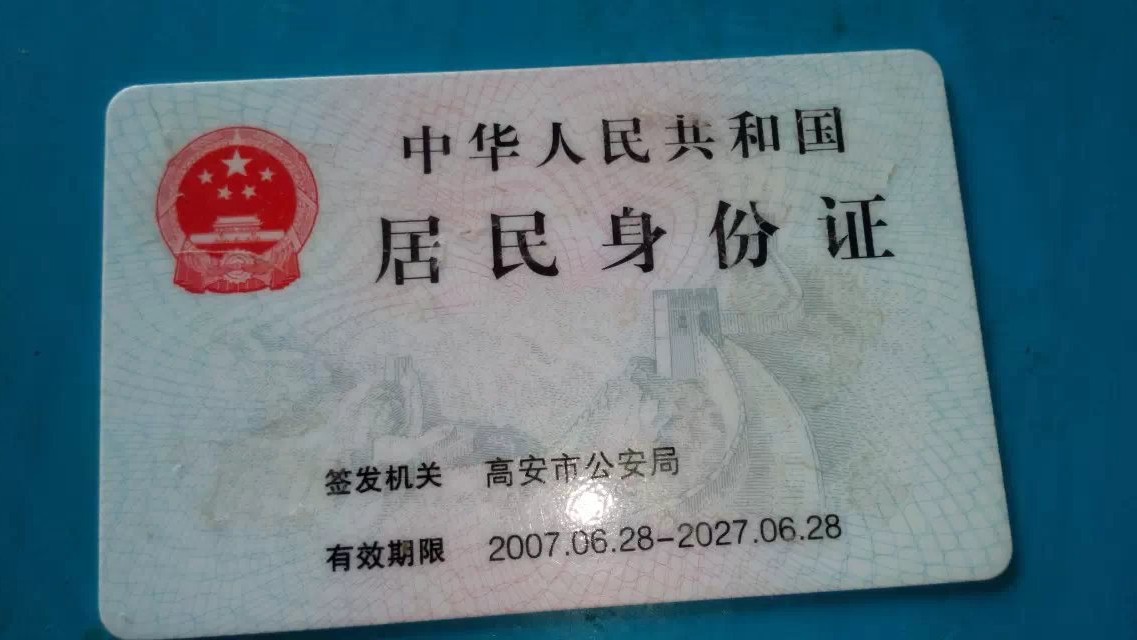 中华人民共和国
居民身份证
签发机关 高安市公安局
有效期限 2007.06.28-2027.06.28